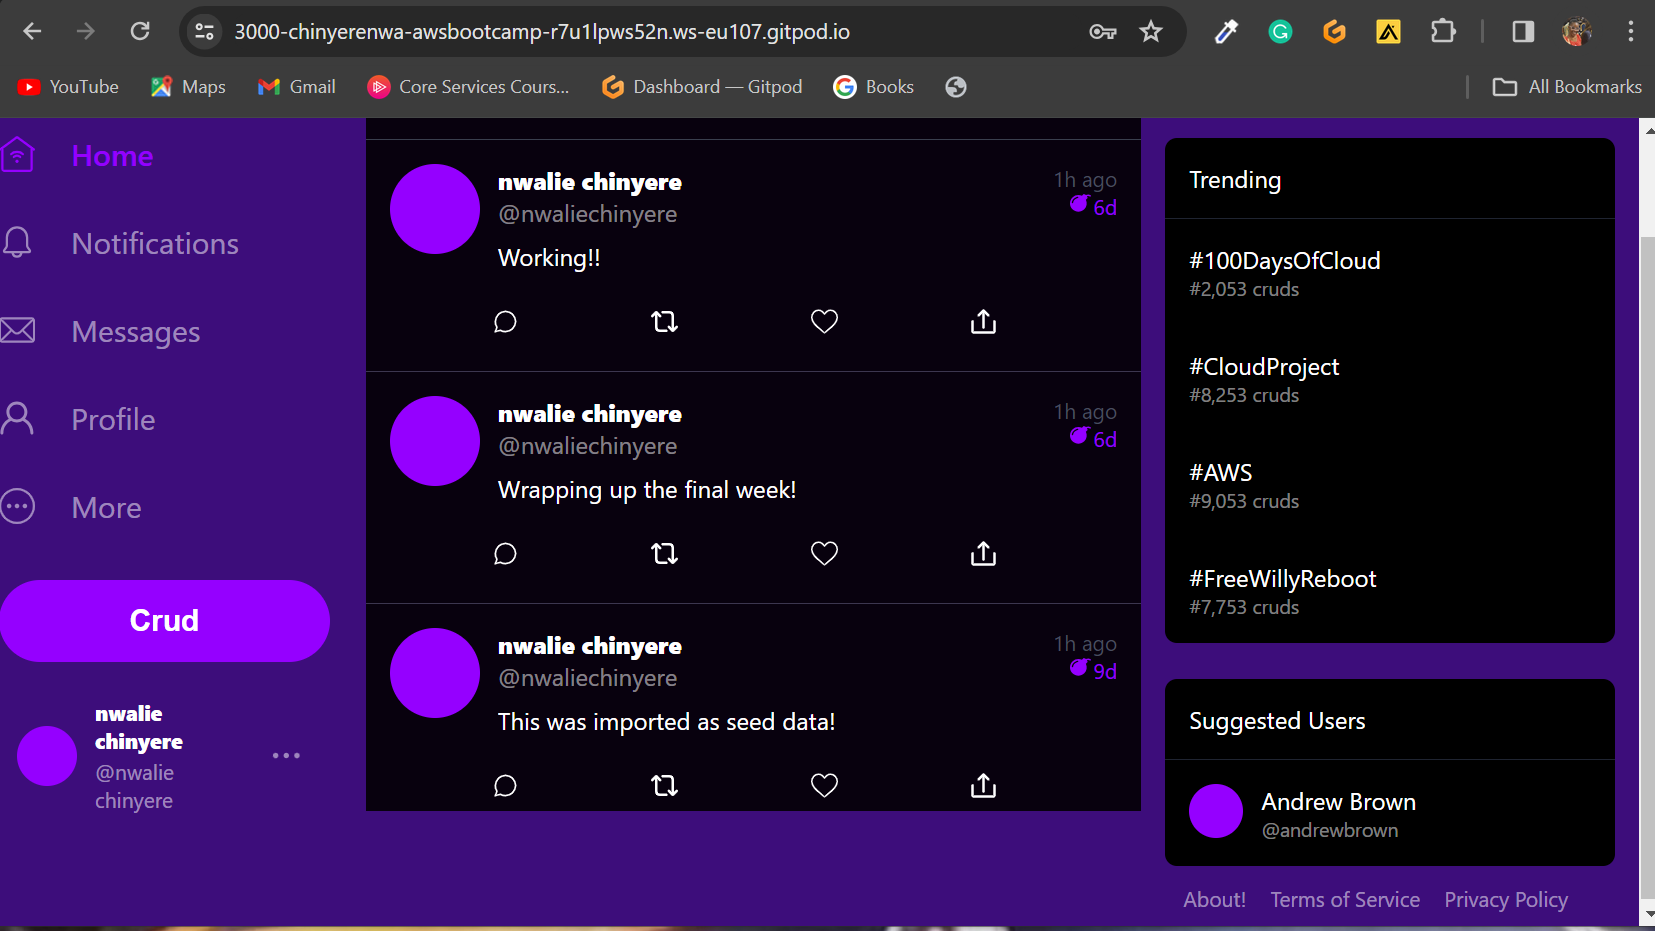 3000-chinyerenwa-awsbootcamp-r7u1lpws52n.ws-eu107.gitpod.io
YouTube
Maps
Gmail
Core Services Cours...
Dashboard — Gitpod
Books
All Bookmarks
Home
Notifications
Messages
Profile
More
Crud
nwalie
chinyere
@nwalie
chinyere
nwalie chinyere
1h ago
@nwaliechinyere
6d
Working!!
nwalie chinyere
1h ago
@nwaliechinyere
6d
Wrapping up the final week!
nwalie chinyere
1h ago
@nwaliechinyere
9d
This was imported as seed data!
Trending
#100DaysOfCloud
#2,053 cruds
#CloudProject
#8,253 cruds
#AWS
#9,053 cruds
#FreeWillyReboot
#7,753 cruds
Suggested Users
Andrew Brown
@andrewbrown
About!
Terms of Service
Privacy Policy